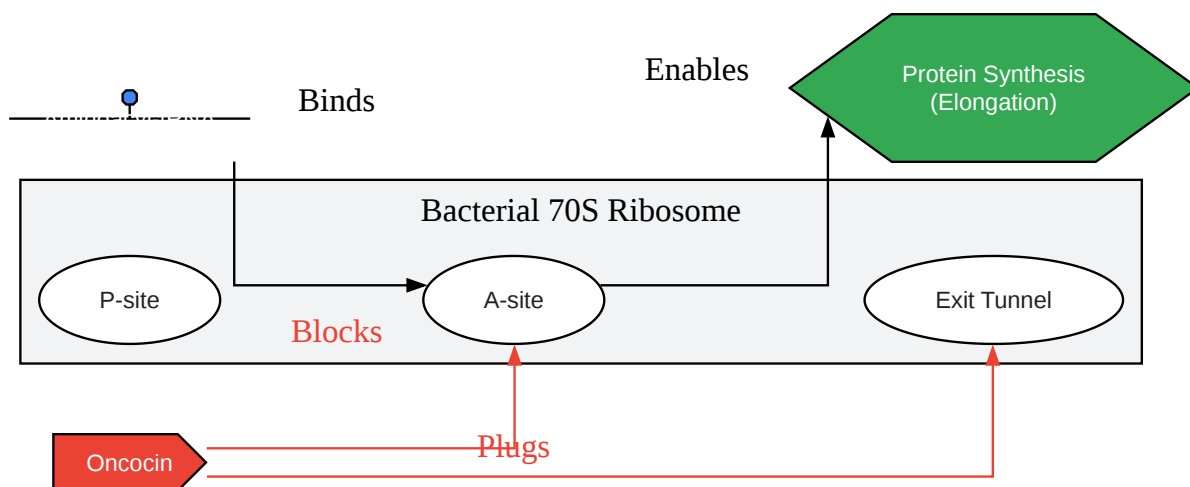 Enables
Protein Synthesis
(Elongation)
Binds
Bacterial 70S Ribosome
P-site
A-site
Exit Tunnel
Blocks
Plugs
Oncocin